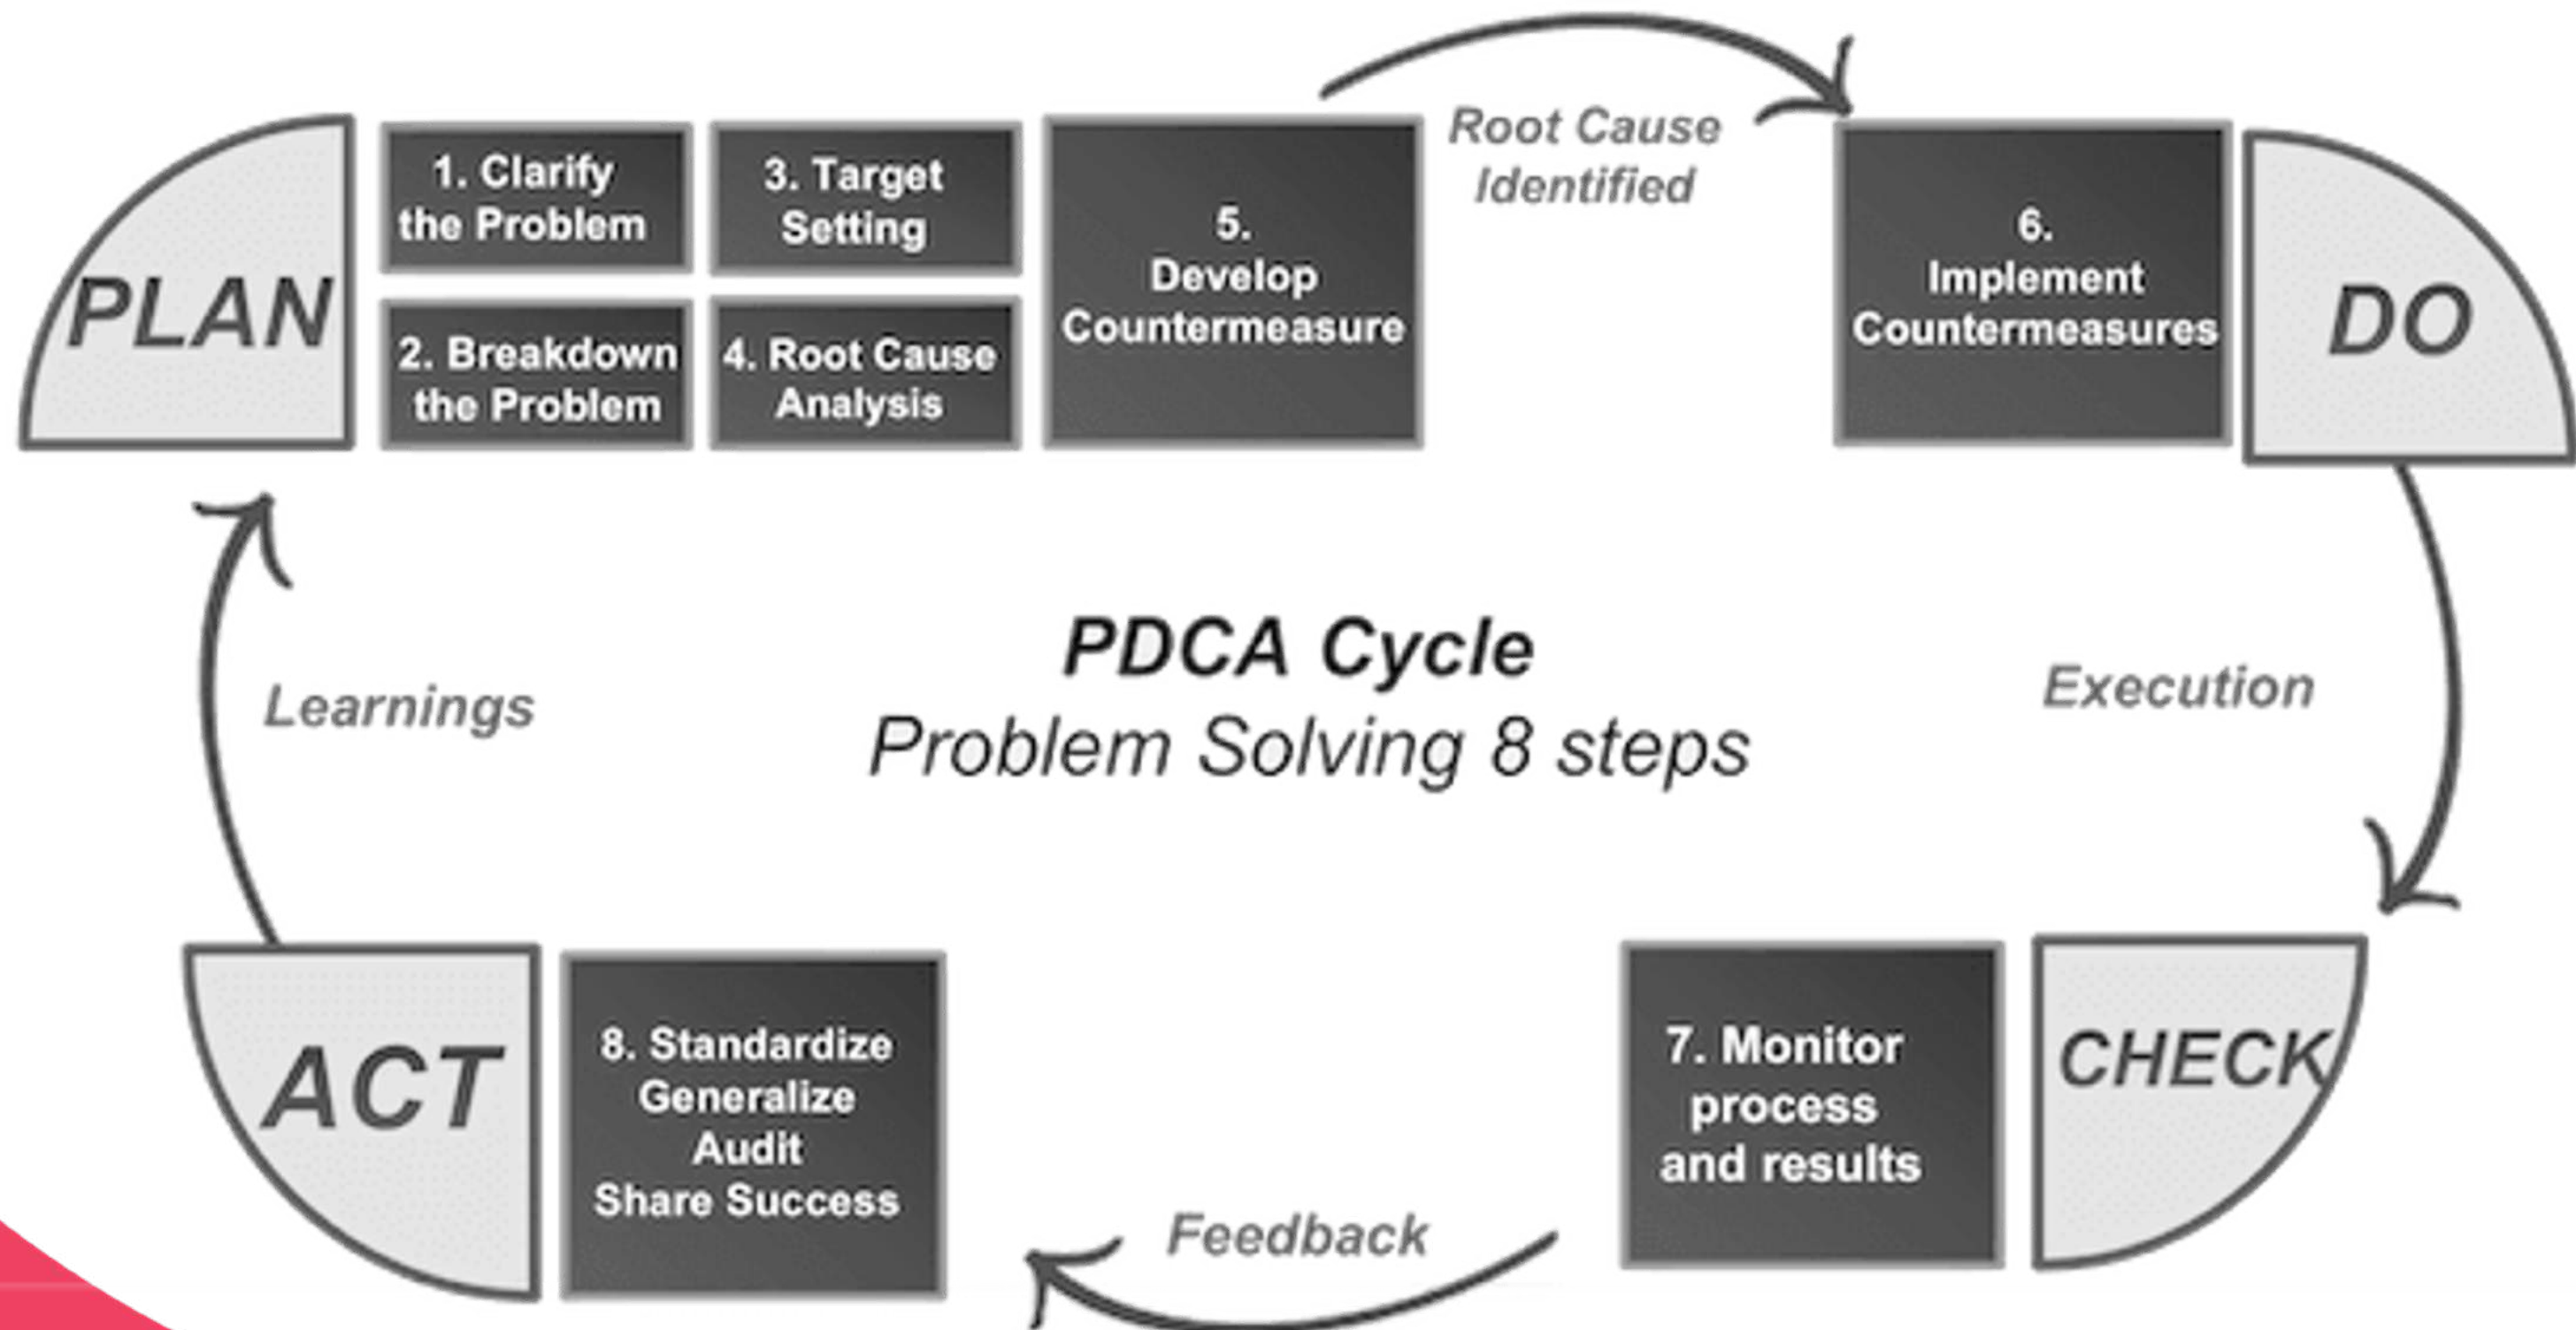 PLAN
1. Clarify
the Problem
2. Breakdown
the Problem
3. Target
Setting
4. Root Cause
Analysis
5.
Develop
Countermeasure
Root Cause
Identified
6.
Implement
Countermeasures
DO
PDCA Cycle
Problem Solving 8 steps
Learnings
Execution
ACT
8. Standardize
Generalize
Audit
Share Success
Feedback
7. Monitor
process
and results
CHECK